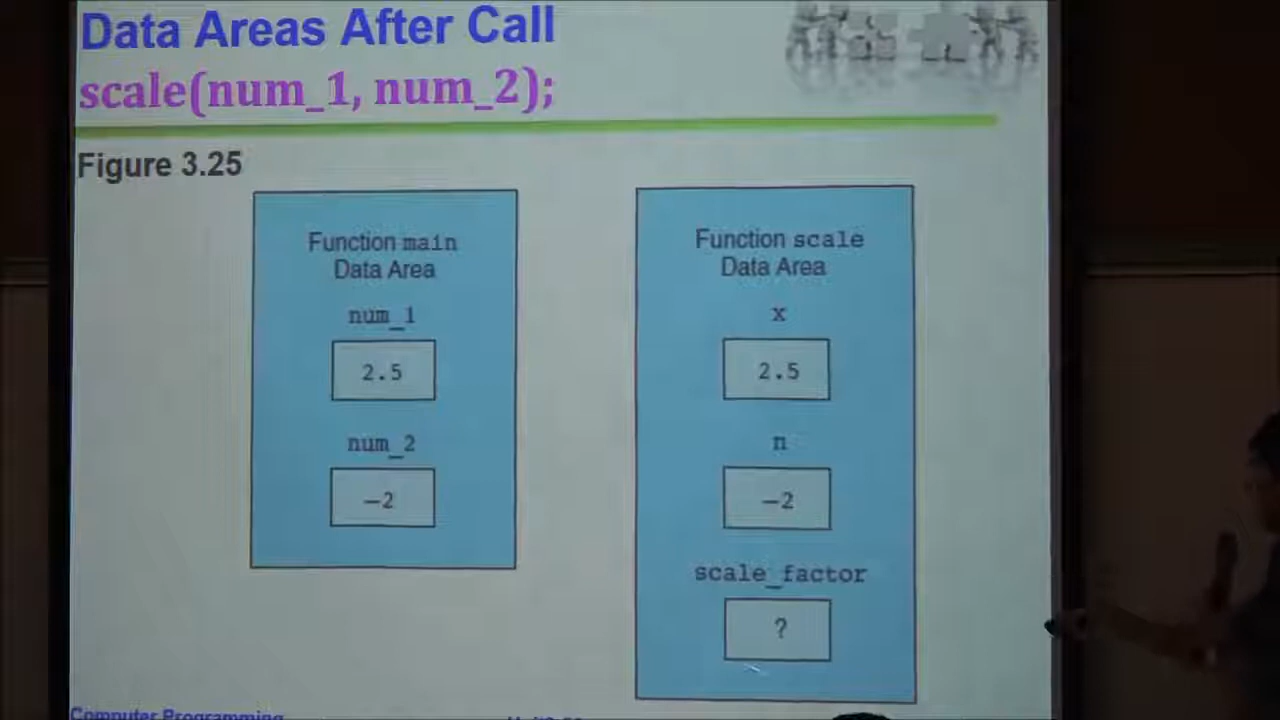 Data Areas After Call
scale(num_1, num_2);
Figure 3.25
Function main
Data Area
num_1
2.5
num_2
–2
Function scale
Data Area
x
2.5
n
–2
scale_factor
?
Computer Programming